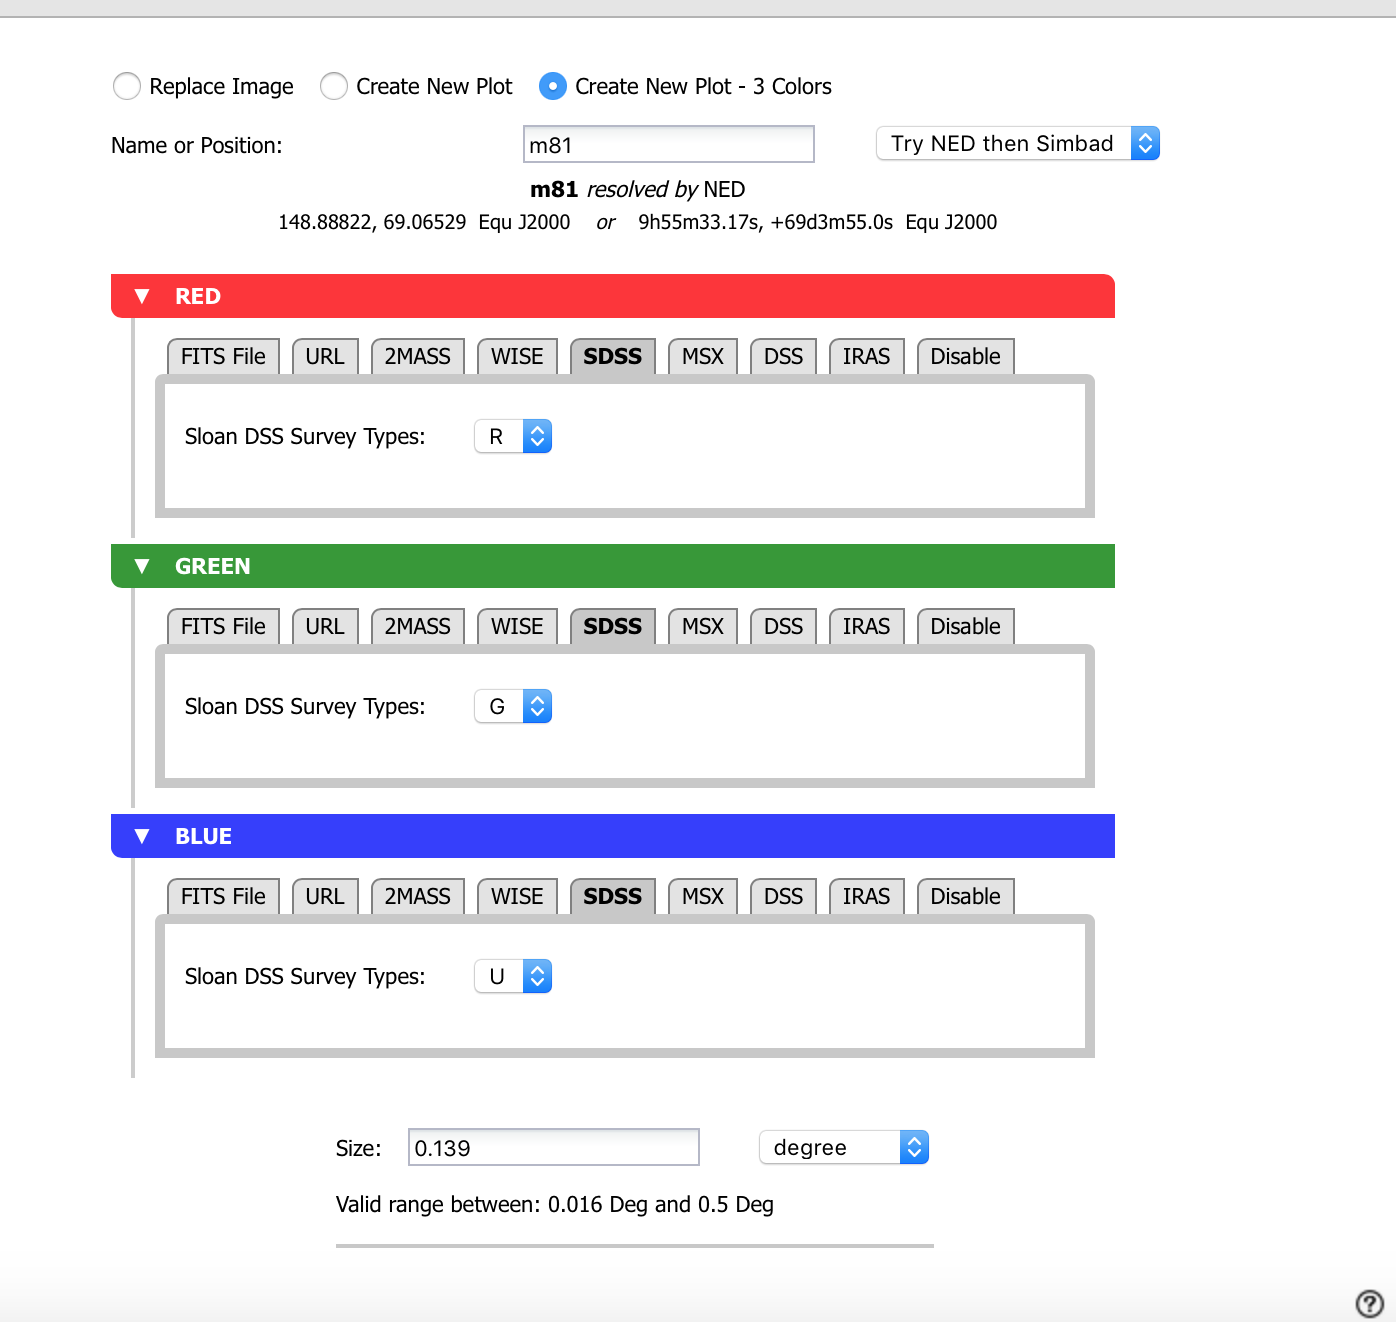 Replace Image Create New Plot Create New Plot - 3 Colors
Name or Position: m81 Try NED then Simbad
m81 resolved by NED
148.88822, 69.06529 Equ J2000 or 9h55m33.17s, +69d3m55.0s Equ J2000
▼ RED
FITS File URL 2MASS WISE SDSS MSX DSS IRAS Disable
Sloan DSS Survey Types: R
▼ GREEN
FITS File URL 2MASS WISE SDSS MSX DSS IRAS Disable
Sloan DSS Survey Types: G
▼ BLUE
FITS File URL 2MASS WISE SDSS MSX DSS IRAS Disable
Sloan DSS Survey Types: U
Size: 0.139 degree
Valid range between: 0.016 Deg and 0.5 Deg
?